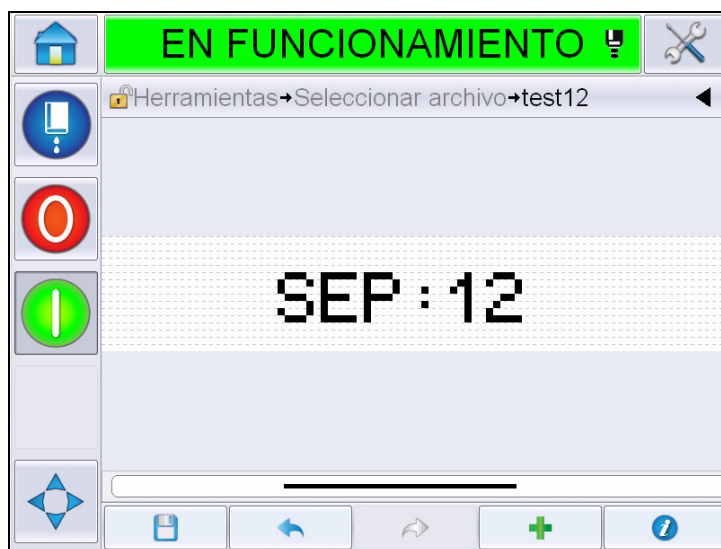 EN FUNCIONAMIENTO
Herramientas→Seleccionar archivo→test12
SEP:12